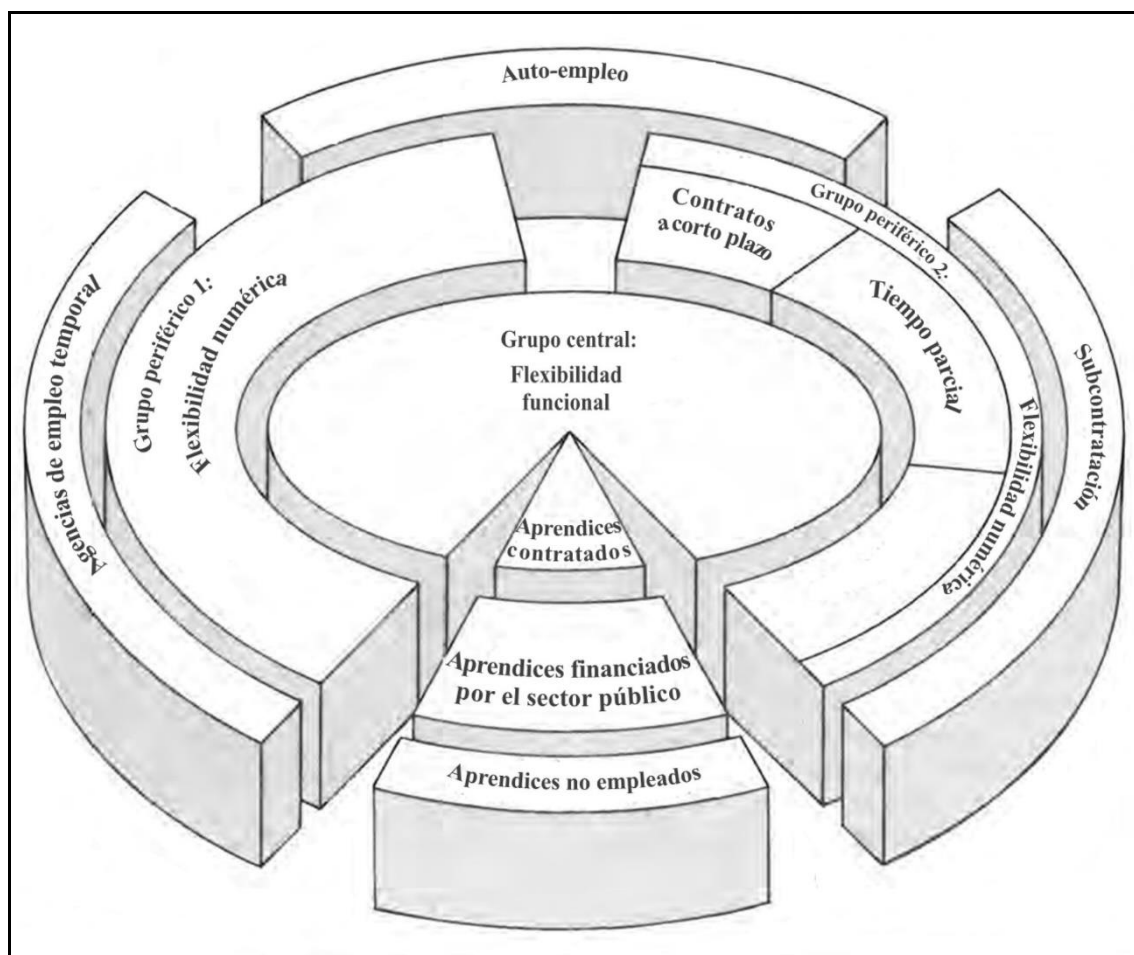 Auto-empleo
Agencias de empleo temporal
Grupo periférico 1:
Flexibilidad numérica
Contratos
a corto plazo
Grupo periférico 2:
Flexibilidad numérica
Tiempo parcial
Subcontratación
Grupo central:
Flexibilidad
funcional
Aprendices
contratados
Aprendices financiados
por el sector público
Aprendices no empleados